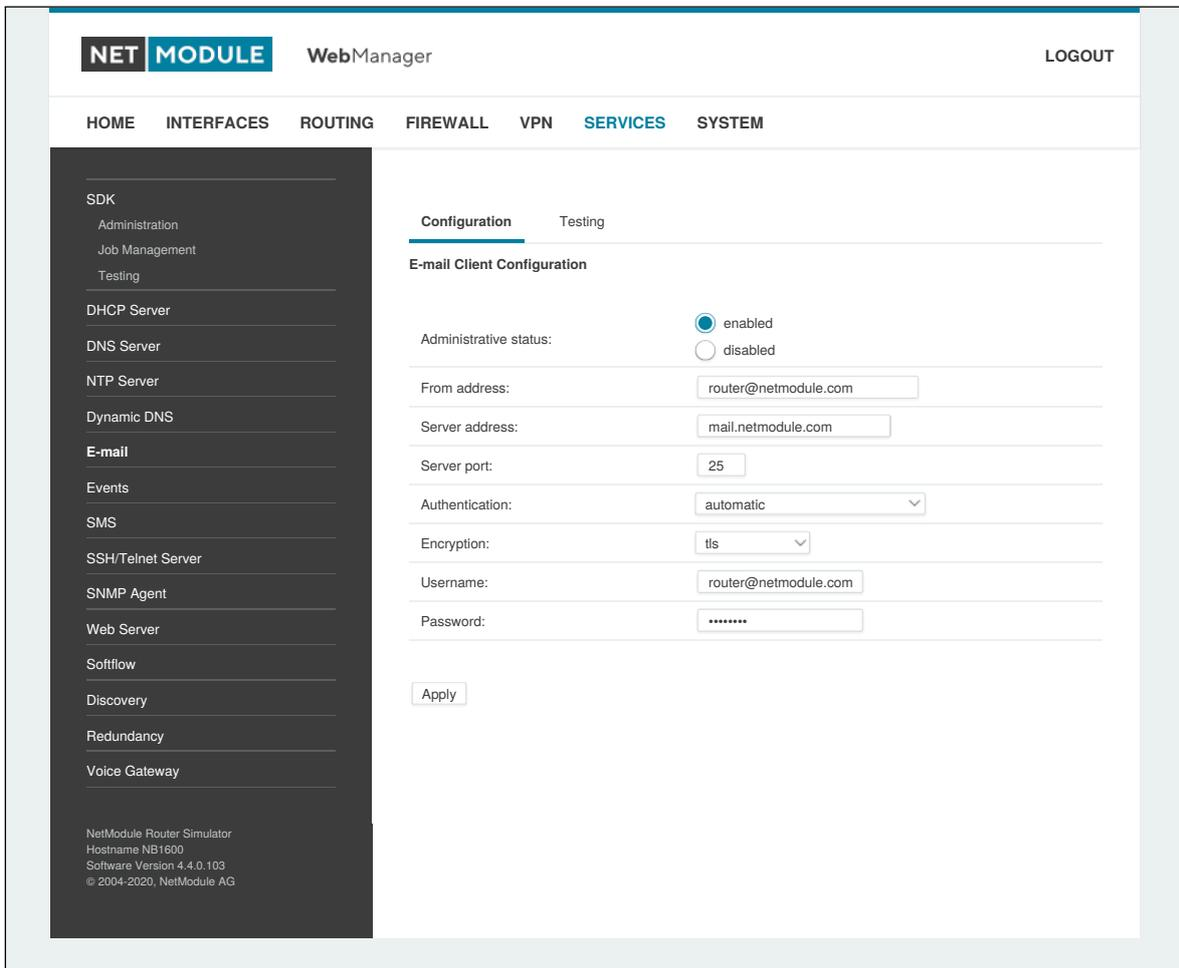 NET MODULE WebManager LOGOUT
HOME INTERFACES ROUTING FIREWALL VPN SERVICES SYSTEM
SDK
Administration
Job Management
Testing
DHCP Server
DNS Server
NTP Server
Dynamic DNS
E-mail
Events
SMS
SSH/Telnet Server
SNMP Agent
Web Server
Softflow
Discovery
Redundancy
Voice Gateway
NetModule Router Simulator
Hostname NB1600
Software Version 4.4.0.103
© 2004-2020, NetModule AG
Configuration Testing
E-mail Client Configuration
Administrative status:
enabled
disabled
From address: router@netmodule.com
Server address: mail.netmodule.com
Server port: 25
Authentication: automatic
Encryption: tls
Username: router@netmodule.com
Password: ••••••••
Apply